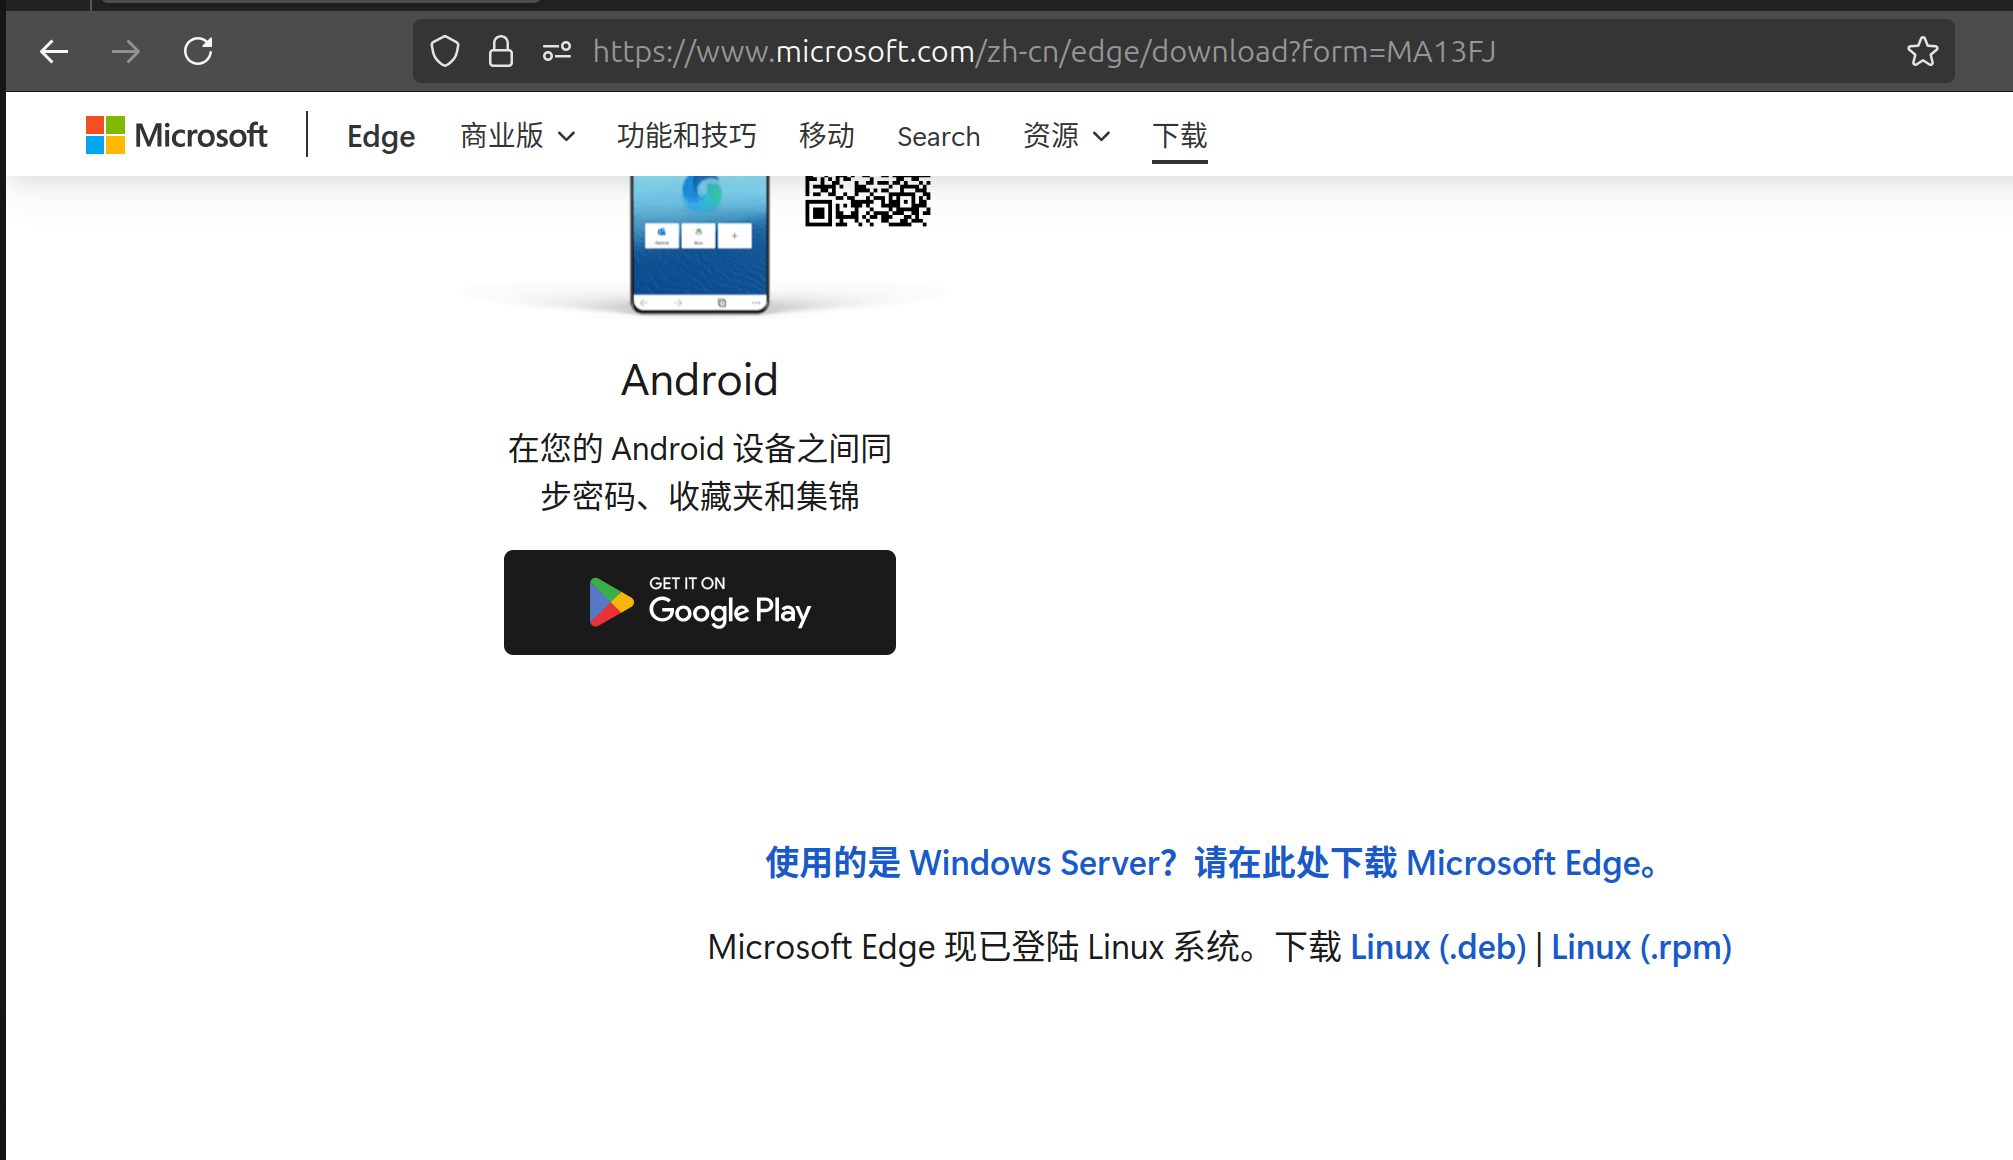 https://www.microsoft.com/zh-cn/edge/download?form=MA13FJ
Microsoft Edge 商业版 功能和技巧 移动 Search 资源 下载
Android
在您的 Android 设备之间同
步密码、收藏夹和集锦
GET IT ON
Google Play
使用的是 Windows Server？请在此处下载 Microsoft Edge。
Microsoft Edge 现已登陆 Linux 系统。下载 Linux (.deb) | Linux (.rpm)